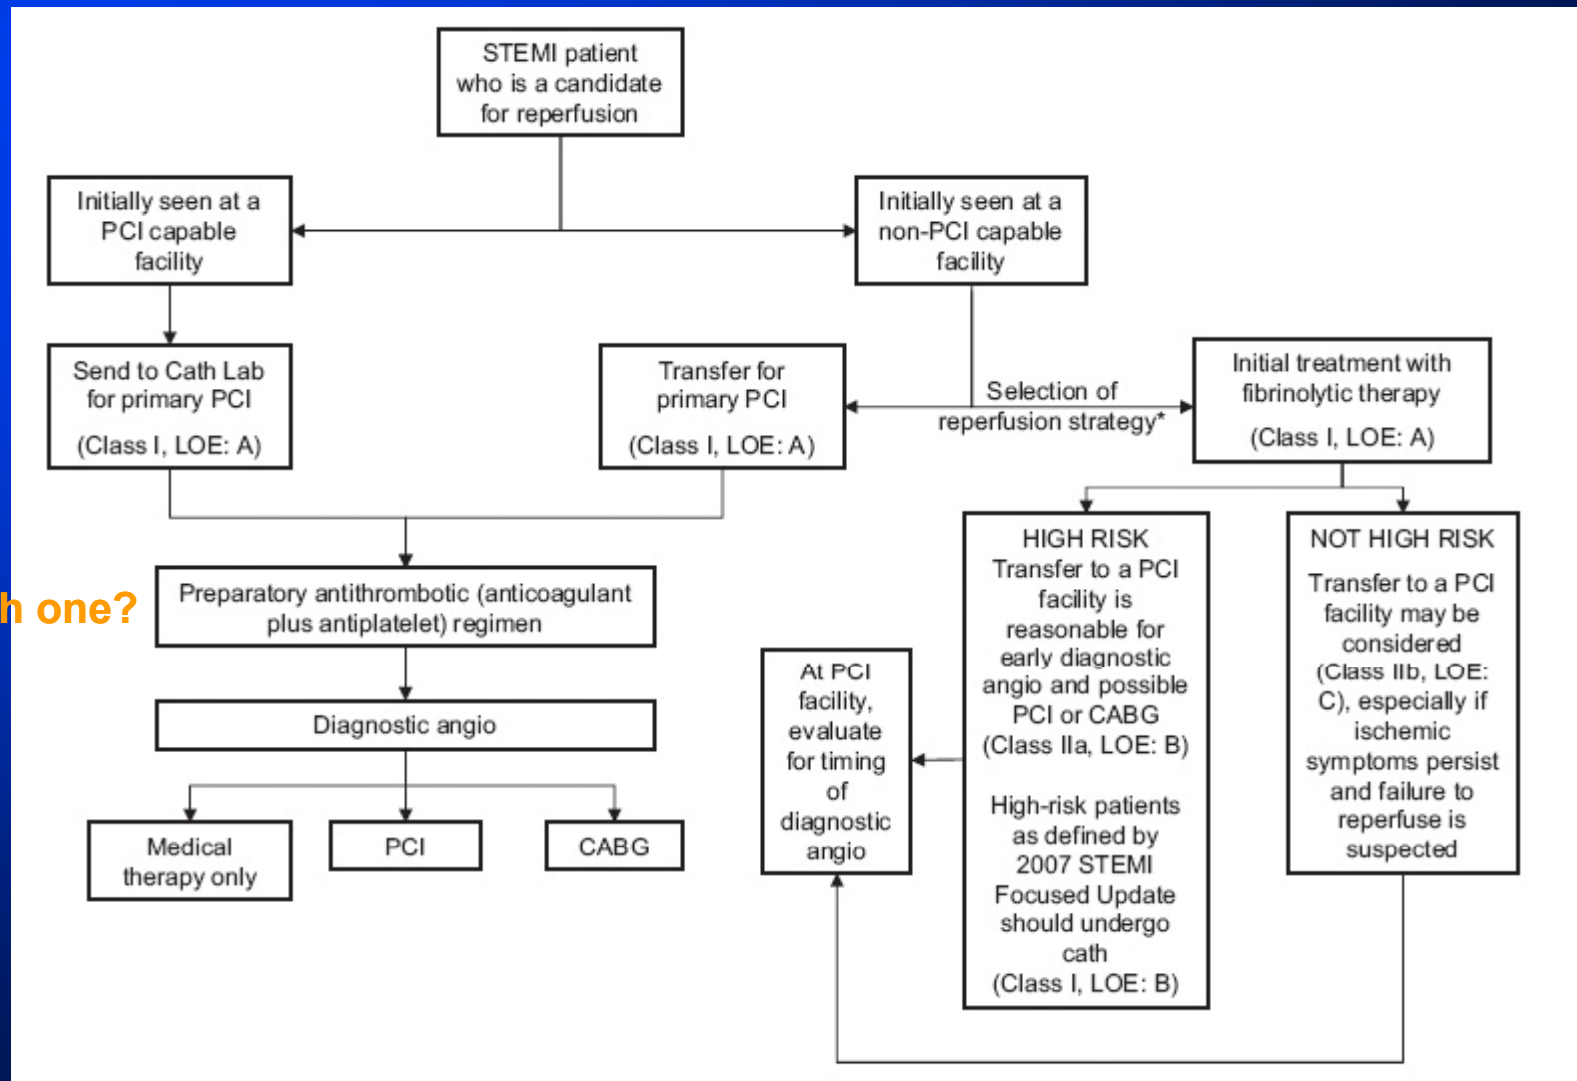 STEMI patient
who is a candidate
for reperfusion
Initially seen at a
PCI capable
facility
Initially seen at a
non-PCI capable
facility
Send to Cath Lab
for primary PCI
(Class I, LOE: A)
Transfer for
primary PCI
(Class I, LOE: A)
Selection of
reperfusion strategy*
Initial treatment with
fibrinolytic therapy
(Class I, LOE: A)
h one?
Preparatory antithrombotic (anticoagulant
plus antiplatelet) regimen
Diagnostic angio
Medical
therapy only
PCI
CABG
At PCI
facility,
evaluate
for timing
of
diagnostic
angio
HIGH RISK
Transfer to a PCI
facility is
reasonable for
early diagnostic
angio and possible
PCI or CABG
(Class IIa, LOE: B)
High-risk patients
as defined by
2007 STEMI
Focused Update
should undergo
cath
(Class I, LOE: B)
NOT HIGH RISK
Transfer to a PCI
facility may be
considered
(Class IIb, LOE:
C), especially if
ischemic
symptoms persist
and failure to
reperfuse is
suspected